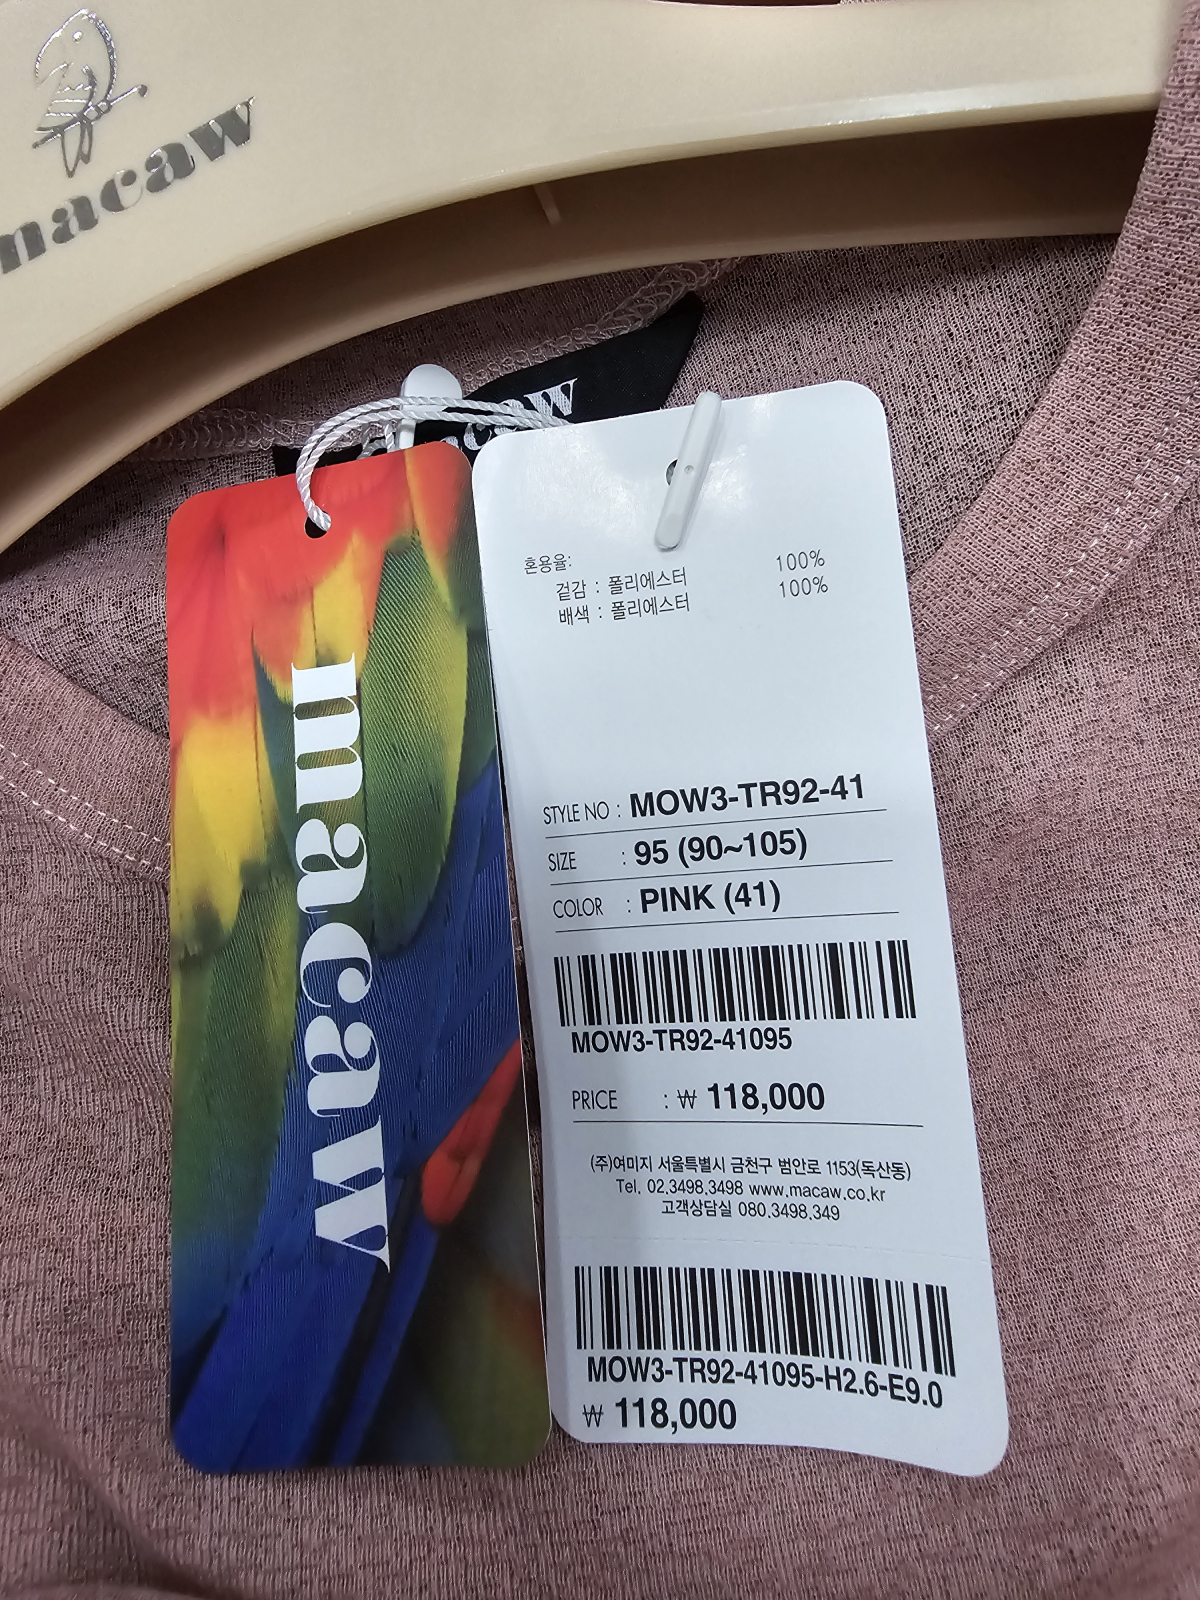 macaw
macaw
macaw
혼용율:
겉감 : 폴리에스터 100%
배색 : 폴리에스터 100%
STYLE NO : MOW3-TR92-41
SIZE : 95 (90~105)
COLOR : PINK (41)
MOW3-TR92-41095
PRICE : ₩ 118,000
(주)여미지 서울특별시 금천구 범안로 1153(독산동)
Tel. 02.3498.3498 www.macaw.co.kr
고객상담실 080.3498.349
MOW3-TR92-41095-H2.6-E9.0
₩ 118,000